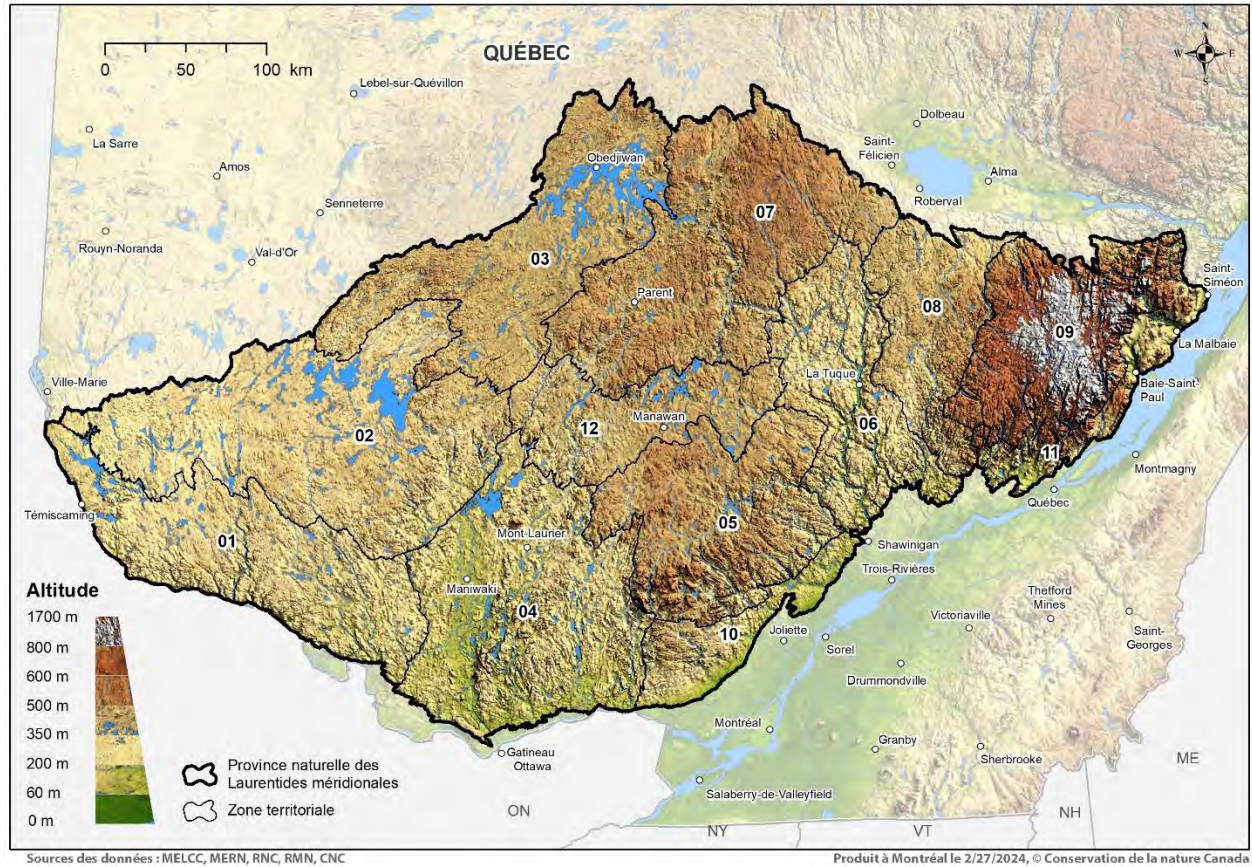 QUÉBEC
N
W
E
S
0 50 100 km
Lebel-sur-Quévillon
La Sarre
Amos
Senneterre
Rouyn-Noranda
Val-d'Or
Obedjiwan
Dolbeau
Saint-
Félicien
Alma
Roberval
07
03
Parent
08
09
Saint-
Siméon
La Malbaie
Baie-Saint-
Paul
Ville-Marie
La Tuque
Manawan
02
12
06
11
Montmagny
Québec
Témiscaming
01
05
Mont-Laurier
Shawinigan
Trois-Rivières
Maniwaki
04
10
Joliette
Sorel
Victoriaville
Thetford
Mines
Saint-
Georges
Drummondville
Montréal
Granby
Sherbrooke
Gatineau
Ottawa
Salaberry-de-Valleyfield
ON
NY
VT
NH
ME
Altitude
1700 m
800 m
600 m
500 m
350 m
200 m
60 m
0 m
Province naturelle des
Laurentides méridionales
Zone territoriale
Sources des données : MELCC, MERN, RNC, RMN, CNC
Produit à Montréal le 2/27/2024, © Conservation de la nature Canada